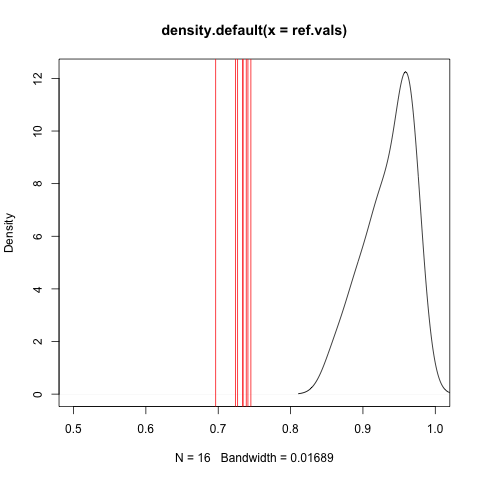 density.default(x = ref.vals)
Density
12
10
8
6
4
2
0
0.5 0.6 0.7 0.8 0.9 1.0
N = 16 Bandwidth = 0.01689